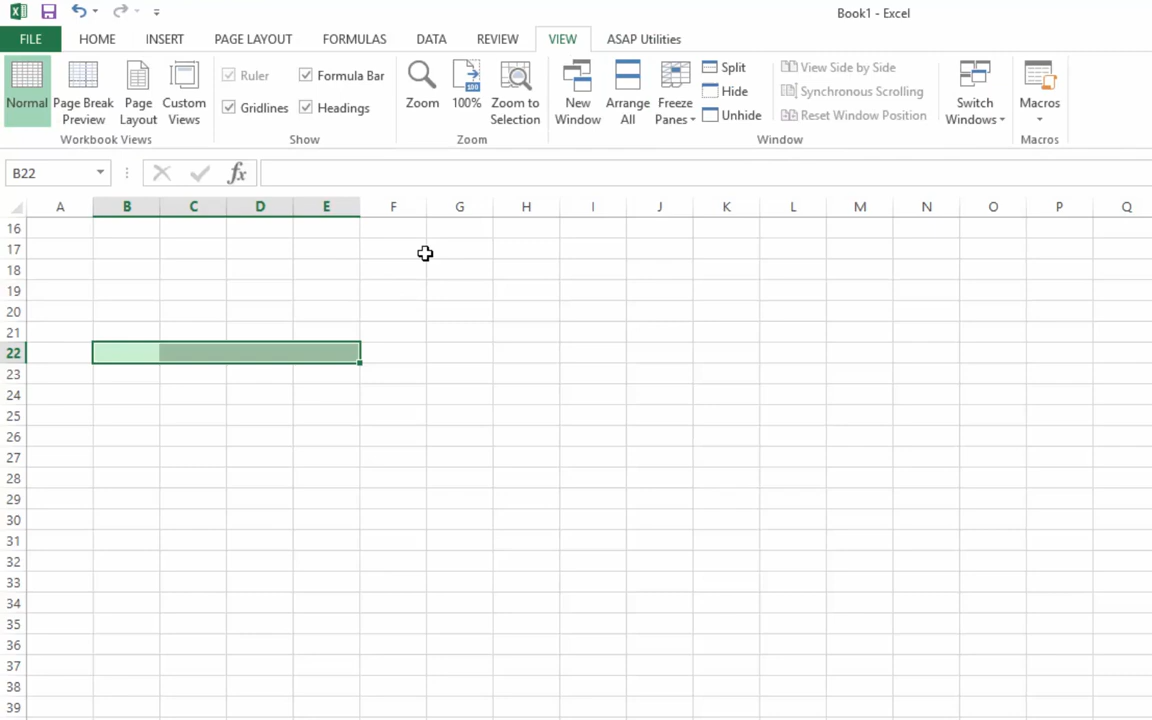 Book1 - Excel
FILE HOME INSERT PAGE LAYOUT FORMULAS DATA REVIEW VIEW ASAP Utilities
Normal
Page Break
Preview
Page
Layout
Custom
Views
Workbook Views
Ruler
Formula Bar
Gridlines
Headings
Show
Zoom
100
100%
Zoom to
Selection
Zoom
New
Window
Arrange
All
Freeze
Panes
Split
Hide
Unhide
View Side by Side
Synchronous Scrolling
Reset Window Position
Window
Switch
Windows
Macros
Macros
B22
fx
A B C D E F G H I J K L M N O P Q
16
17
18
19
20
21
22
23
24
25
26
27
28
29
30
31
32
33
34
35
36
37
38
39